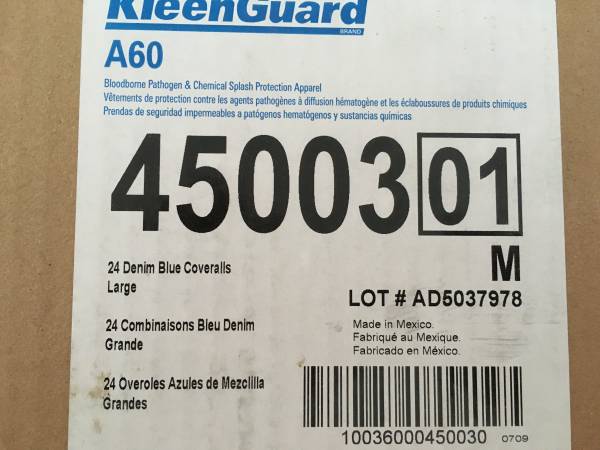 KleenGuard
BRAND
A60
Bloodborne Pathogen & Chemical Splash Protection Apparel
Vêtements de protection contre les agents pathogènes à diffusion hématogène et les éclaboussures de produits chimiques
Prendas de seguridad impermeables a patógenos hematógenos y sustancias químicas
45003 01
M
24 Denim Blue Coveralls
Large
LOT # AD5037978
24 Combinaisons Bleu Denim
Grande
Made in Mexico.
Fabriqué au Mexique.
Fabricado en México.
24 Overoles Azules de Mezclilla
Grandes
10036000450030 0709